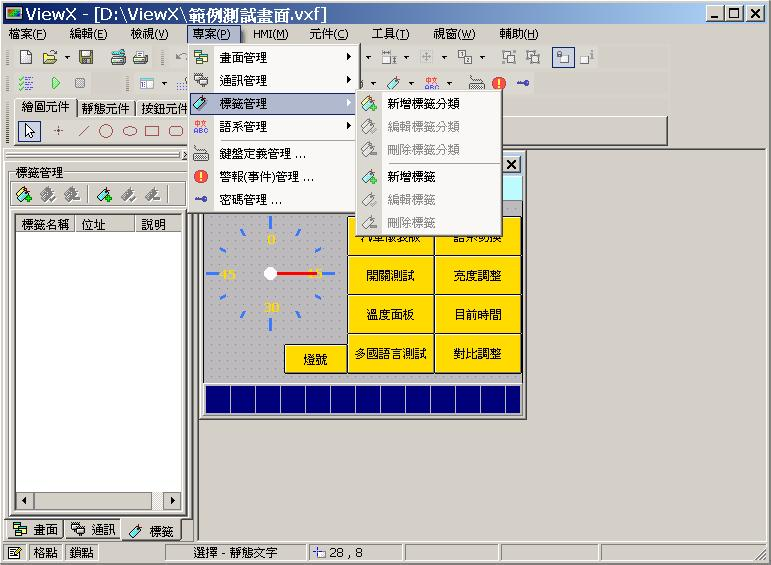 ViewX - [D:\ViewX\範例測試畫面.vxf]
檔案(F) 編輯(E) 檢視(V) 專案(P) HMI(M) 元件(C) 工具(T) 視窗(W) 輔助(H)
畫面管理
通訊管理
標籤管理
語系管理
鍵盤定義管理 ...
警報(事件)管理 ...
密碼管理 ...
新增標籤分類
編輯標籤分類
刪除標籤分類
新增標籤
編輯標籤
刪除標籤
繪圖元件 靜態元件 按鈕元件
標籤管理
標籤名稱 位址 說明
0
45
30
開關測試 亮度調整
溫度面板 目前時間
燈號 多國語言測試 對比調整
畫面 通訊 標籤
格點 鎖點 選擇 - 靜態文字 28 , 8